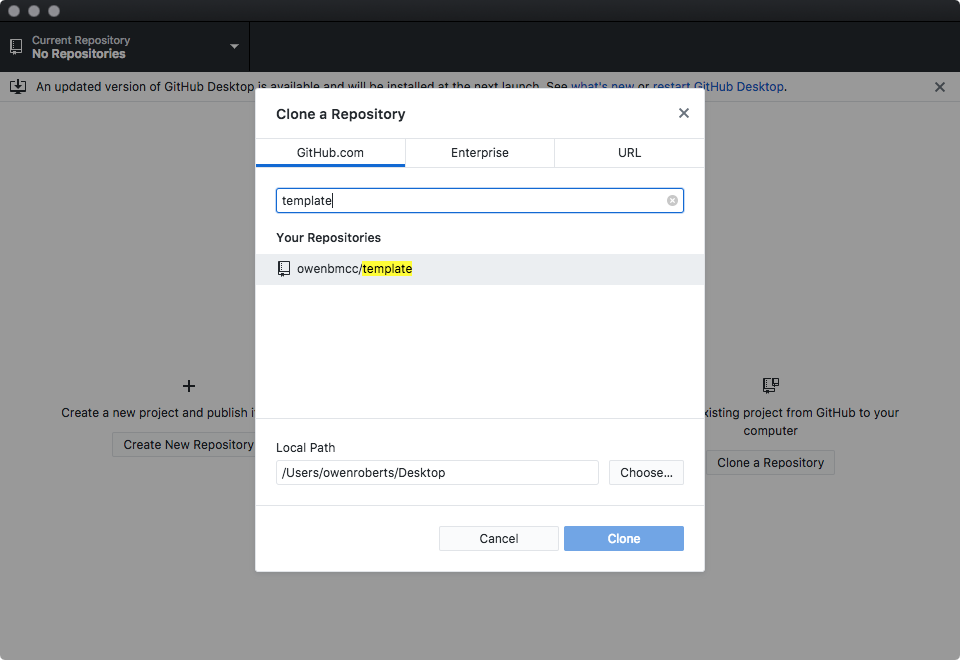 Current Repository
No Repositories
An updated version of GitHub Desktop is available and will be installed at the next launch. See what's new or restart GitHub Desktop.
Clone a Repository
GitHub.com
Enterprise
URL
template
Your Repositories
owenbmcc/template
Create a new project and publish
Create New Repository
existing project from GitHub to your
computer
Clone a Repository
Local Path
/Users/owenroberts/Desktop
Choose...
Cancel
Clone